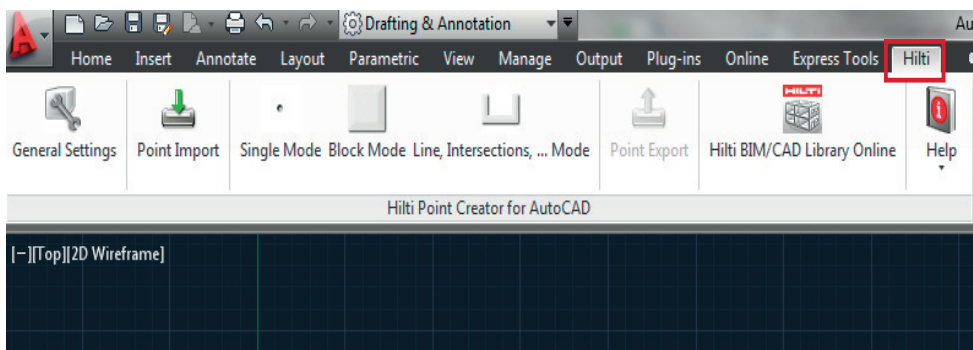 Drafting & Annotation Au
Home Insert Annotate Layout Parametric View Manage Output Plug-ins Online Express Tools Hilti
HILTI
General Settings Point Import Single Mode Block Mode Line, Intersections, ... Mode Point Export Hilti BIM/CAD Library Online Help
Hilti Point Creator for AutoCAD
[−][Top][2D Wireframe]